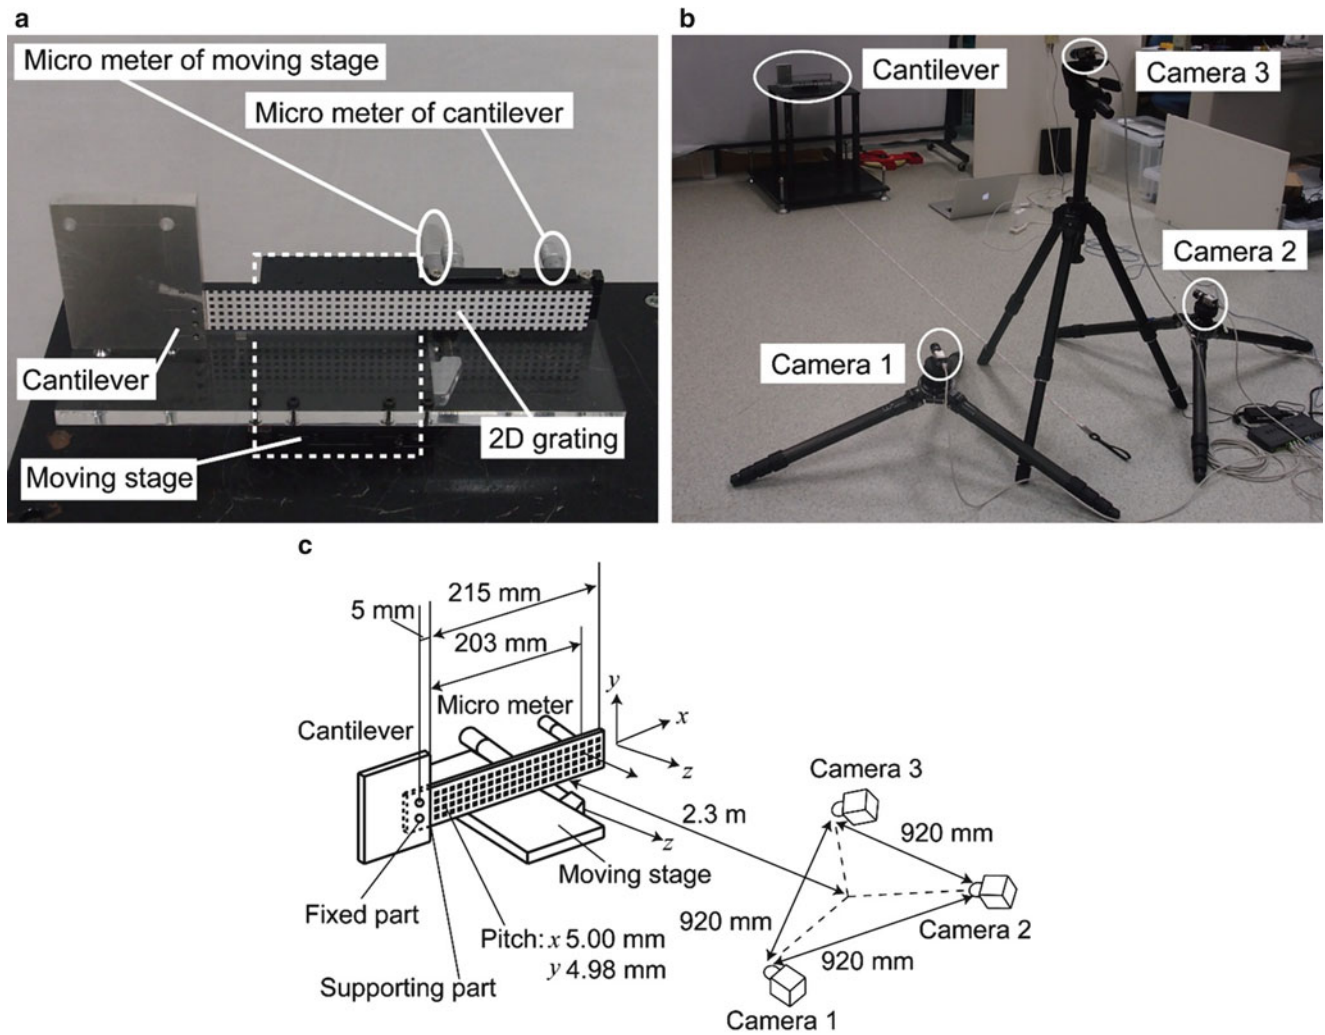 a
Micro meter of moving stage
Micro meter of cantilever
Cantilever
2D grating
Moving stage
b
Cantilever
Camera 3
Camera 2
Camera 1
c
215 mm
5 mm
203 mm
Micro meter
y
x
Cantilever
z
Camera 3
2.3 m
920 mm
z
Moving stage
Fixed part
920 mm
Camera 2
Pitch: x 5.00 mm
y 4.98 mm
920 mm
Supporting part
Camera 1